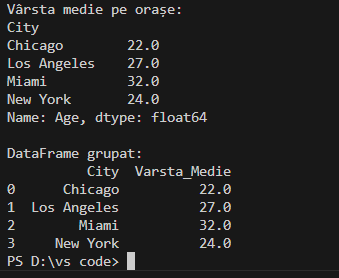 Vârsta medie pe orașe:
City
Chicago        22.0
Los Angeles    27.0
Miami          32.0
New York       24.0
Name: Age, dtype: float64
DataFrame grupat:
          City  Varsta_Medie
0      Chicago          22.0
1  Los Angeles          27.0
2        Miami          32.0
3     New York          24.0
PS D:\vs code>